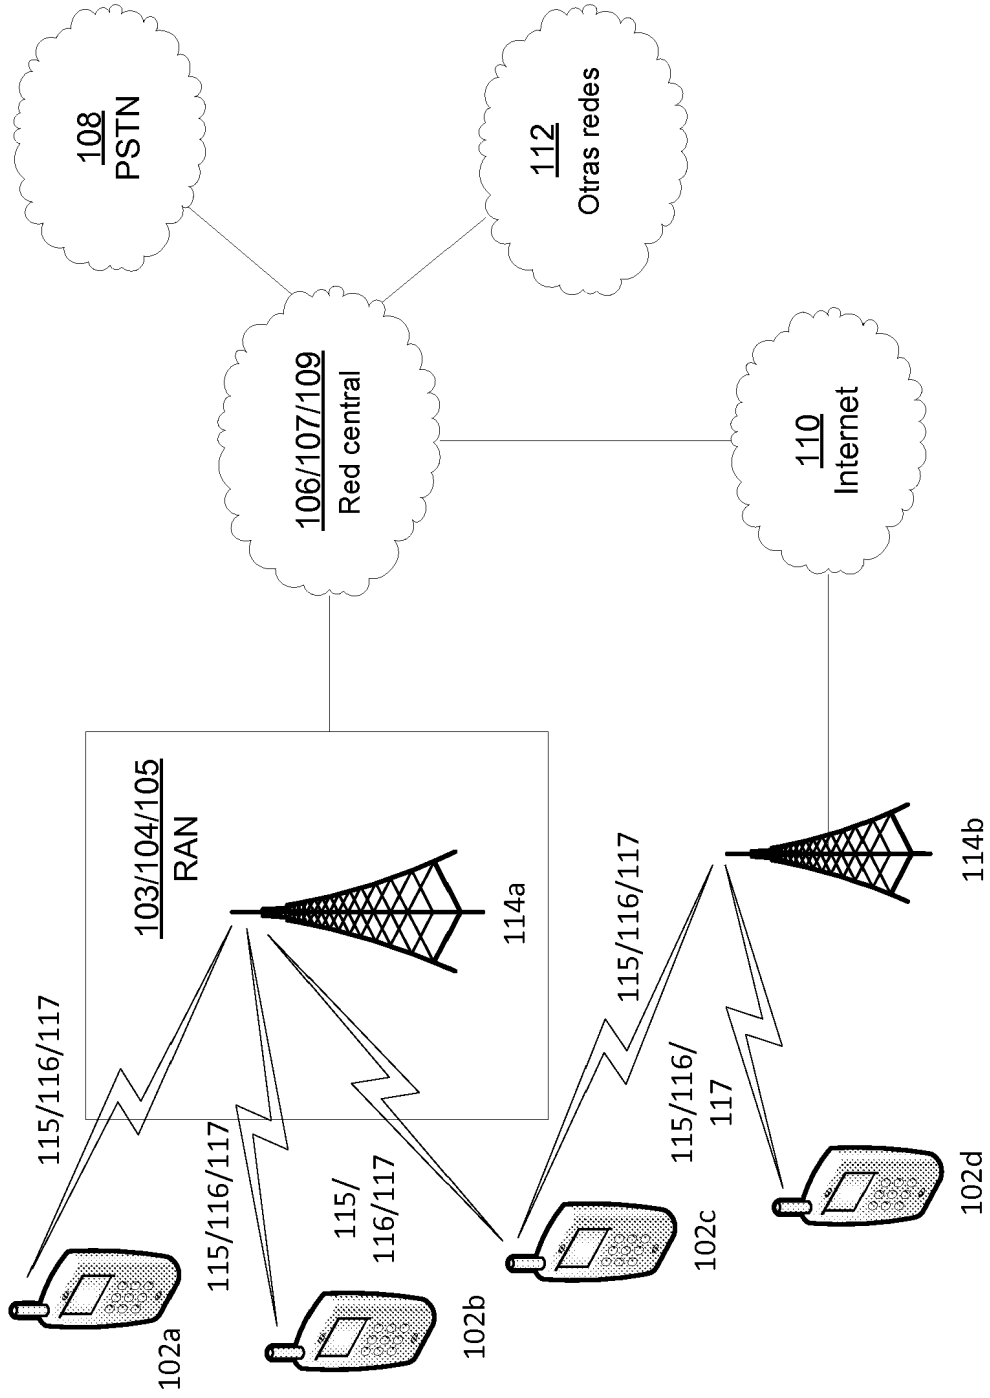 108
PSTN
112
Otras redes
106/107/109
Red central
110
Internet
103/104/105
RAN
114a
114b
115/116/117
115/116/117
115/
116/117
115/116/117
115/116/
117
102a
102b
102c
102d